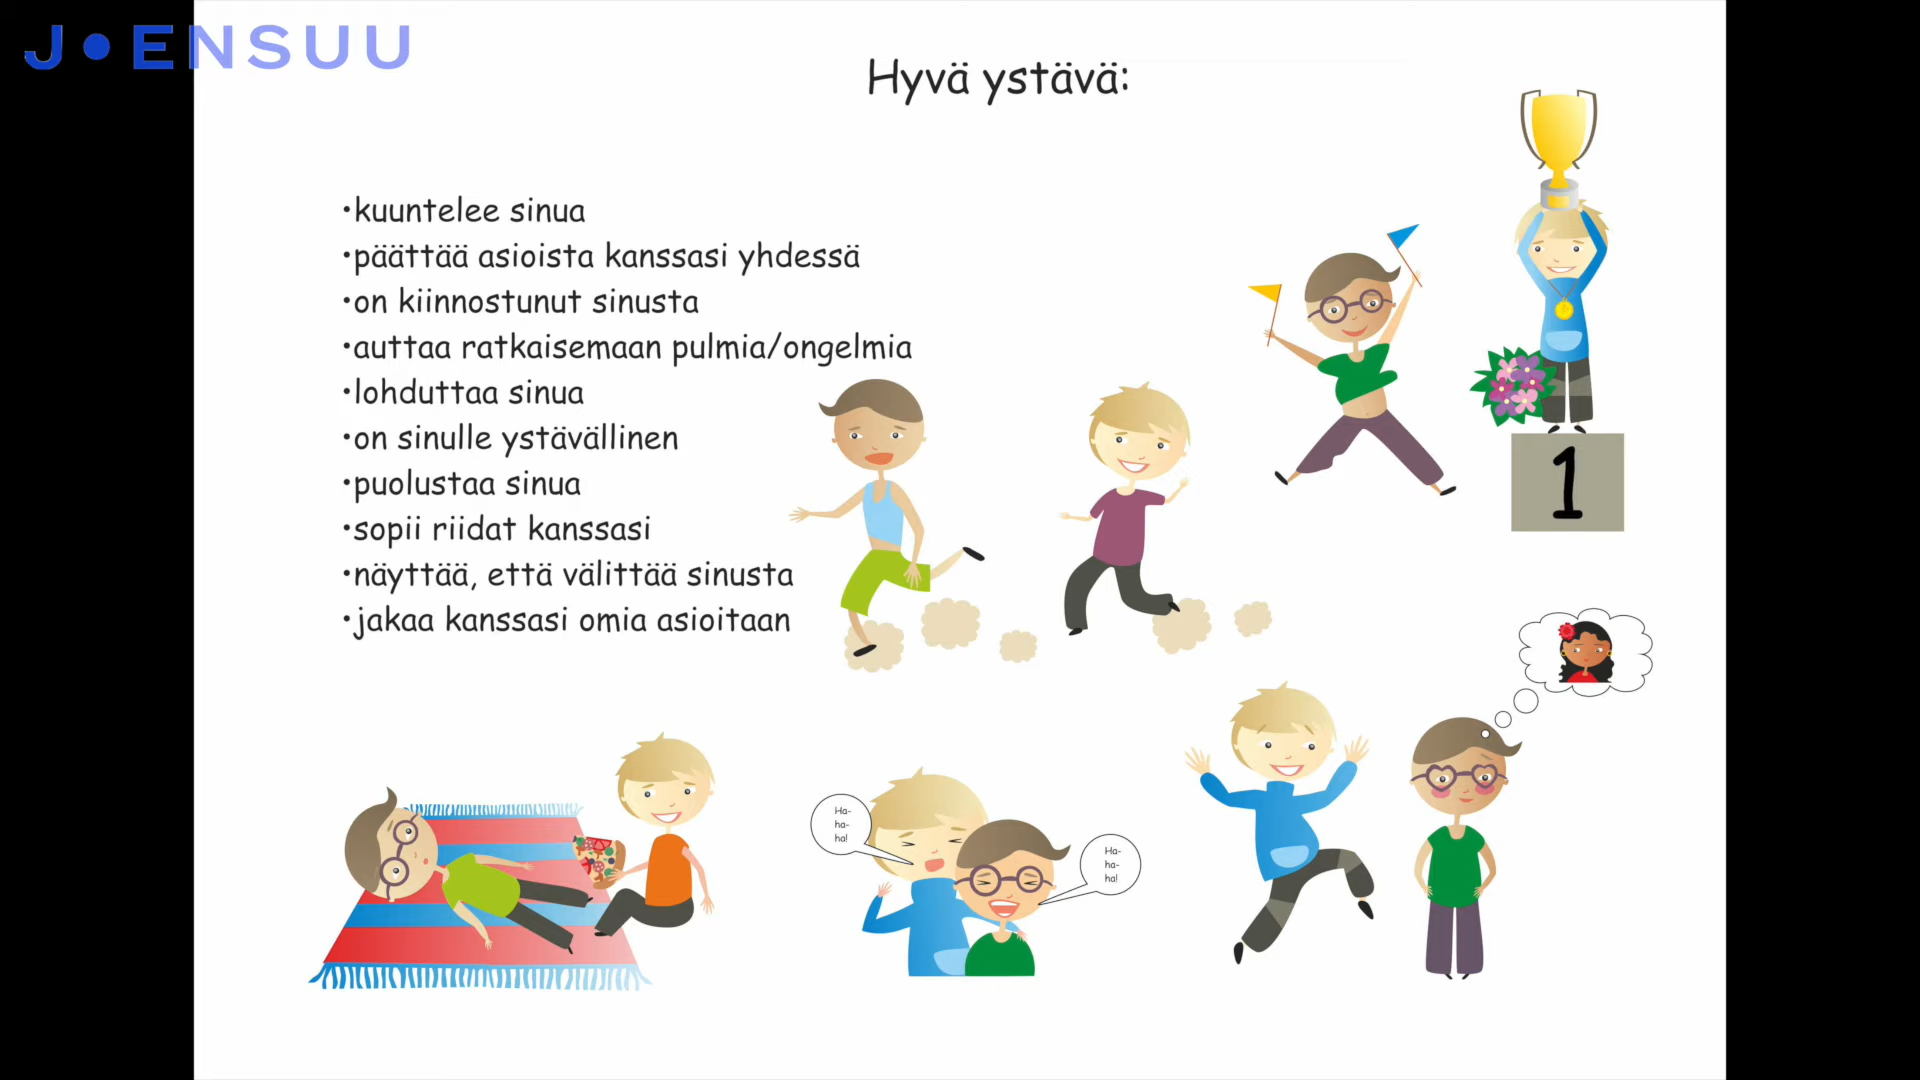 JOENSUU
Hyvä ystävä:
•kuuntelee sinua
•päättää asioista kanssasi yhdessä
•on kiinnostunut sinusta
•auttaa ratkaisemaan pulmia/ongelmia
•lohduttaa sinua
•on sinulle ystävällinen
•puolustaa sinua
•sopii riidat kanssasi
•näyttää, että välittää sinusta
•jakaa kanssasi omia asioitaan
1
Ha-
ha-
ha!
Ha-
ha-
ha!